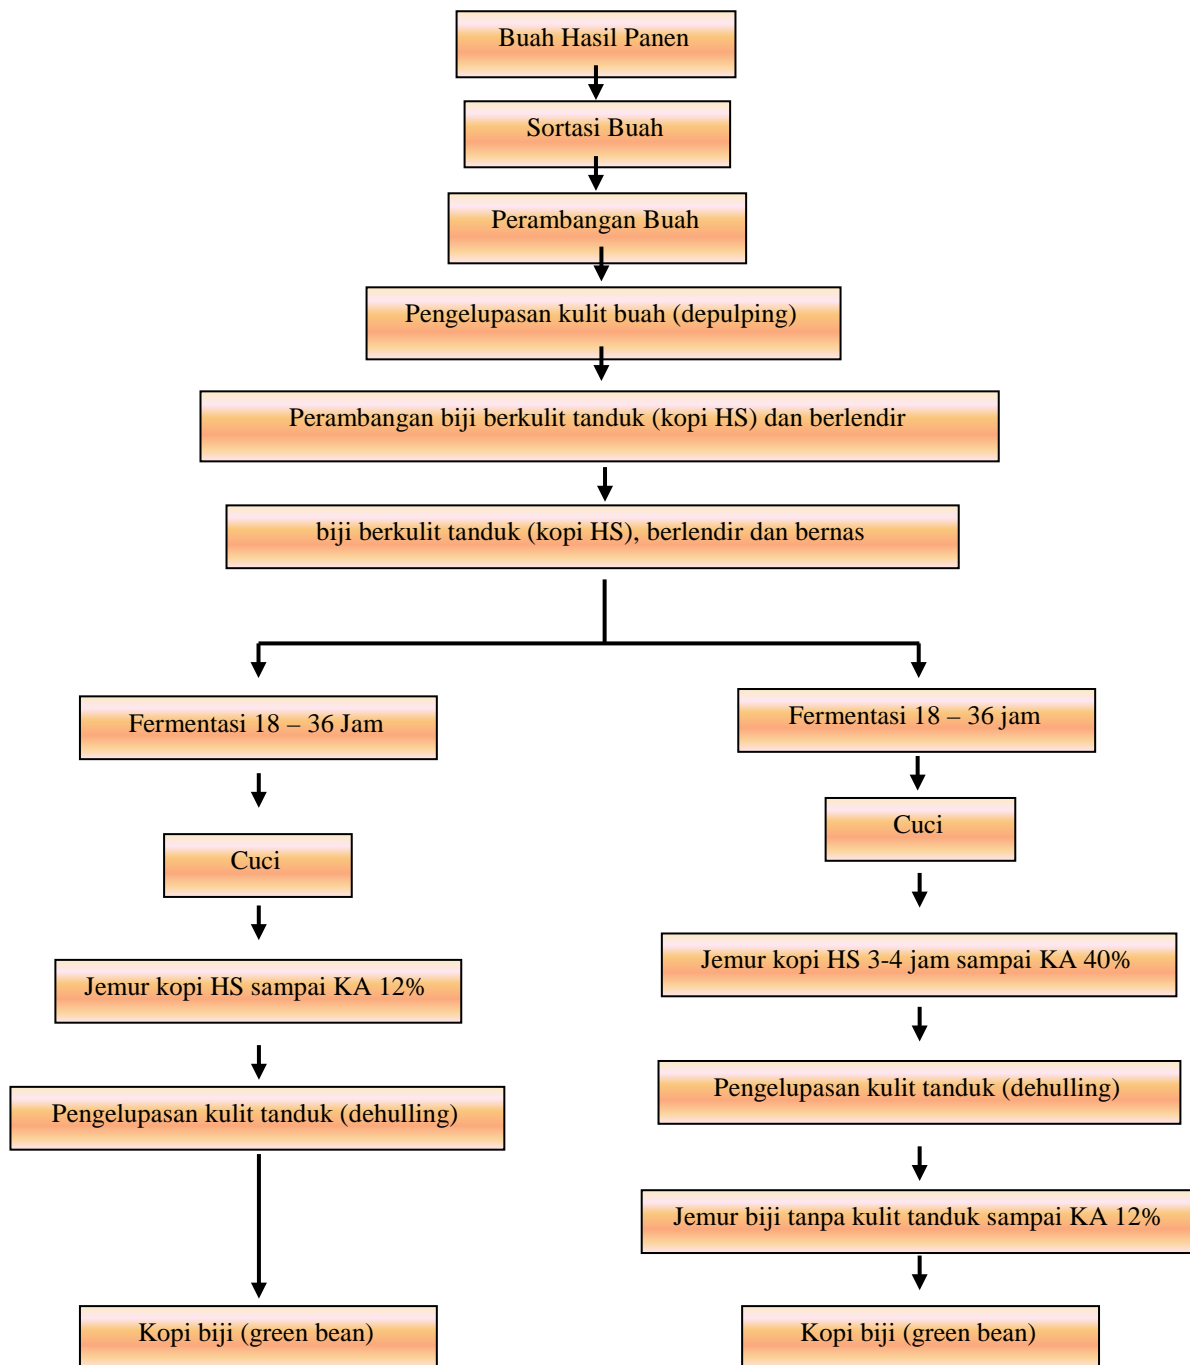 Buah Hasil Panen
Sortasi Buah
Perambangan Buah
Pengelupasan kulit buah (depulping)
Perambangan biji berkulit tanduk (kopi HS) dan berlendir
biji berkulit tanduk (kopi HS), berlendir dan bernas
Fermentasi 18 – 36 Jam
Cuci
Jemur kopi HS sampai KA 12%
Pengelupasan kulit tanduk (dehulling)
Kopi biji (green bean)
Fermentasi 18 – 36 jam
Cuci
Jemur kopi HS 3-4 jam sampai KA 40%
Pengelupasan kulit tanduk (dehulling)
Jemur biji tanpa kulit tanduk sampai KA 12%
Kopi biji (green bean)